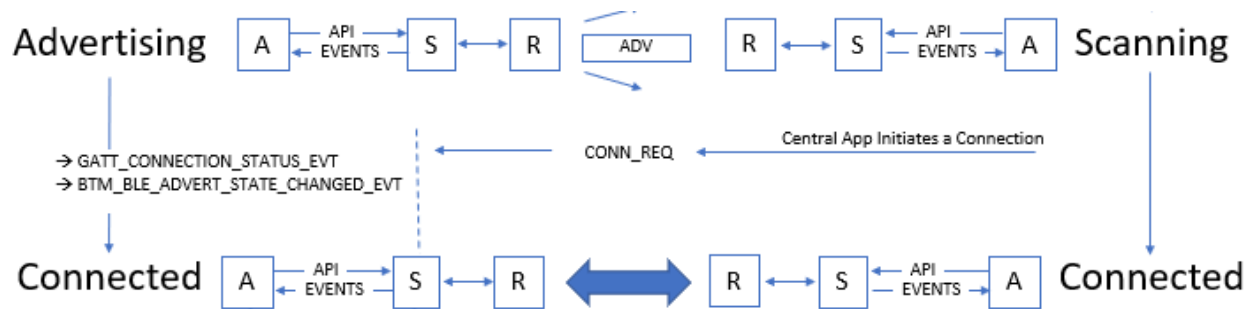 Advertising
A
API
EVENTS
S
R
ADV
R
S
API
EVENTS
A
Scanning
→ GATT_CONNECTION_STATUS_EVT
→ BTM_BLE_ADVERT_STATE_CHANGED_EVT
CONN_REQ
Central App Initiates a Connection
Connected
A
API
EVENTS
S
R
R
S
API
EVENTS
A
Connected